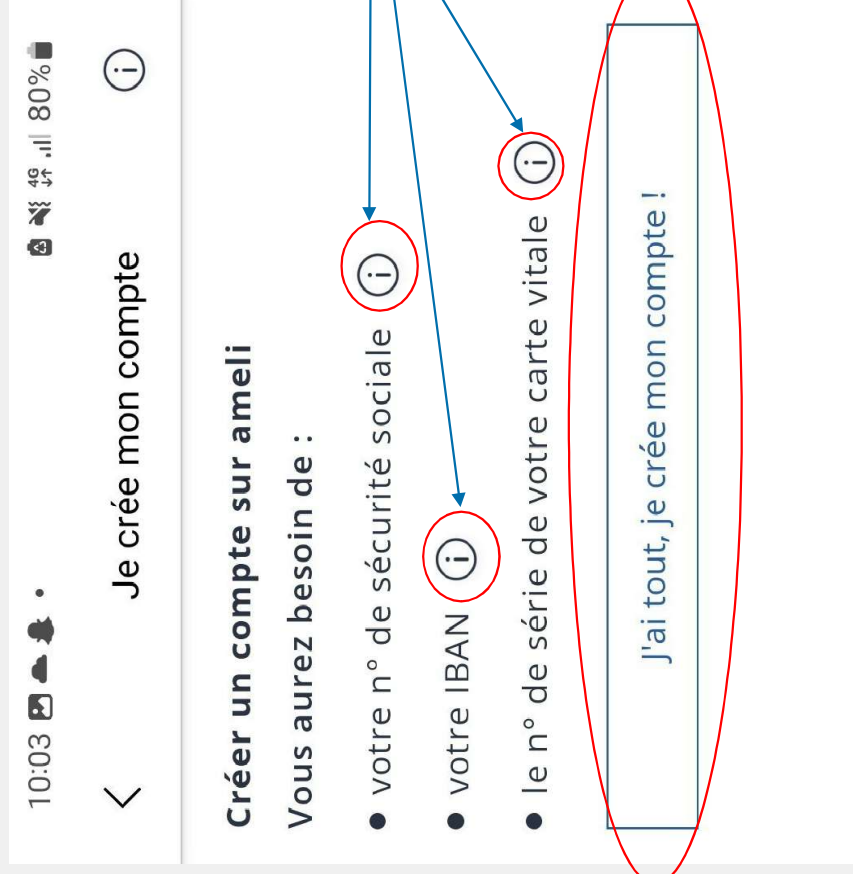 10:03
4G
80%
Je crée mon compte
Créer un compte sur ameli
Vous aurez besoin de :
• votre n° de sécurité sociale
• votre IBAN
• le n° de série de votre carte vitale
J'ai tout, je crée mon compte !